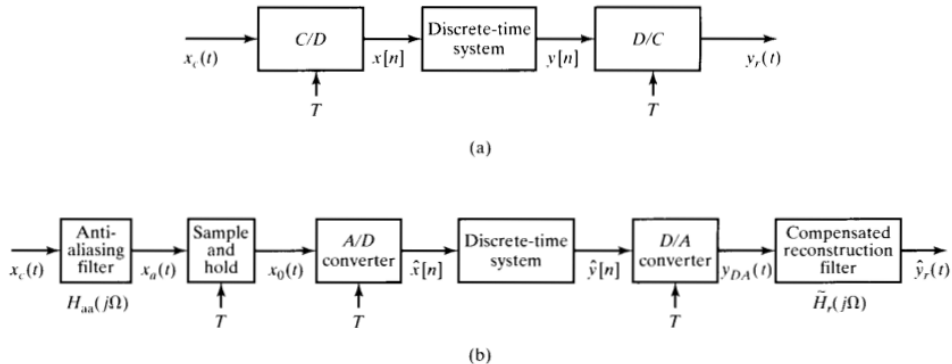 C/D
Discrete-time
system
D/C
x_c(t)
x[n]
y[n]
y_r(t)
T
T
(a)
Anti-
aliasing
filter
Sample
and
hold
A/D
converter
Discrete-time
system
D/A
converter
Compensated
reconstruction
filter
x_c(t)
x_a(t)
x_0(t)
x̂[n]
ŷ[n]
y_DA(t)
ŷ_r(t)
H_aa(jΩ)
T
T
T
H̃_r(jΩ)
(b)